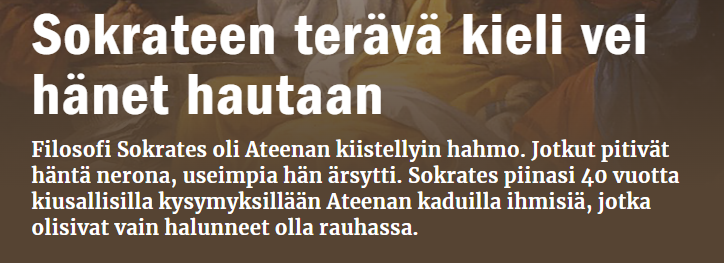 Sokrateen terävä kieli vei
hänet hautaan
Filosofi Sokrates oli Ateenan kiistellyin hahmo. Jotkut pitivät
häntä nerona, useimpia hän ärsytti. Sokrates piinasi 40 vuotta
kiusallisilla kysymyksillään Ateenan kaduilla ihmisiä, jotka
olisivat vain halunneet olla rauhassa.